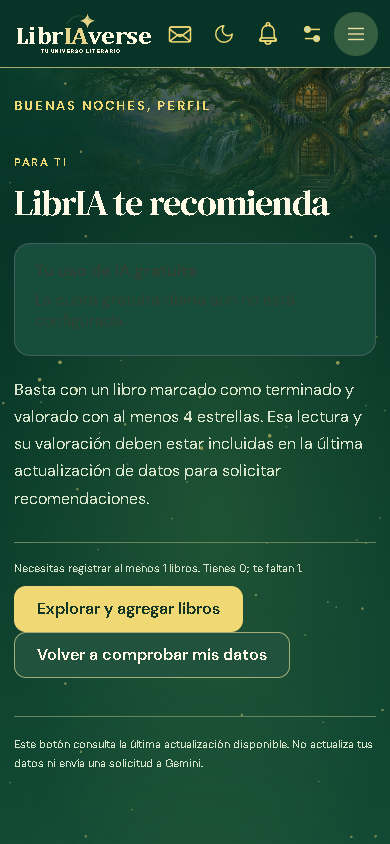 LibrIAverse
TU UNIVERSO LITERARIO
BUENAS NOCHES, PERFIL
PARA TI
LibrIA te recomienda
Basta con un libro marcado como terminado y
valorado con al menos 4 estrellas. Esa lectura y
su valoración deben estar incluidas en la última
actualización de datos para solicitar
recomendaciones.
Necesitas registrar al menos 1 libros. Tienes 0; te faltan 1.
Explorar y agregar libros
Volver a comprobar mis datos
Este botón consulta la última actualización disponible. No actualiza tus
datos ni envía una solicitud a Gemini.